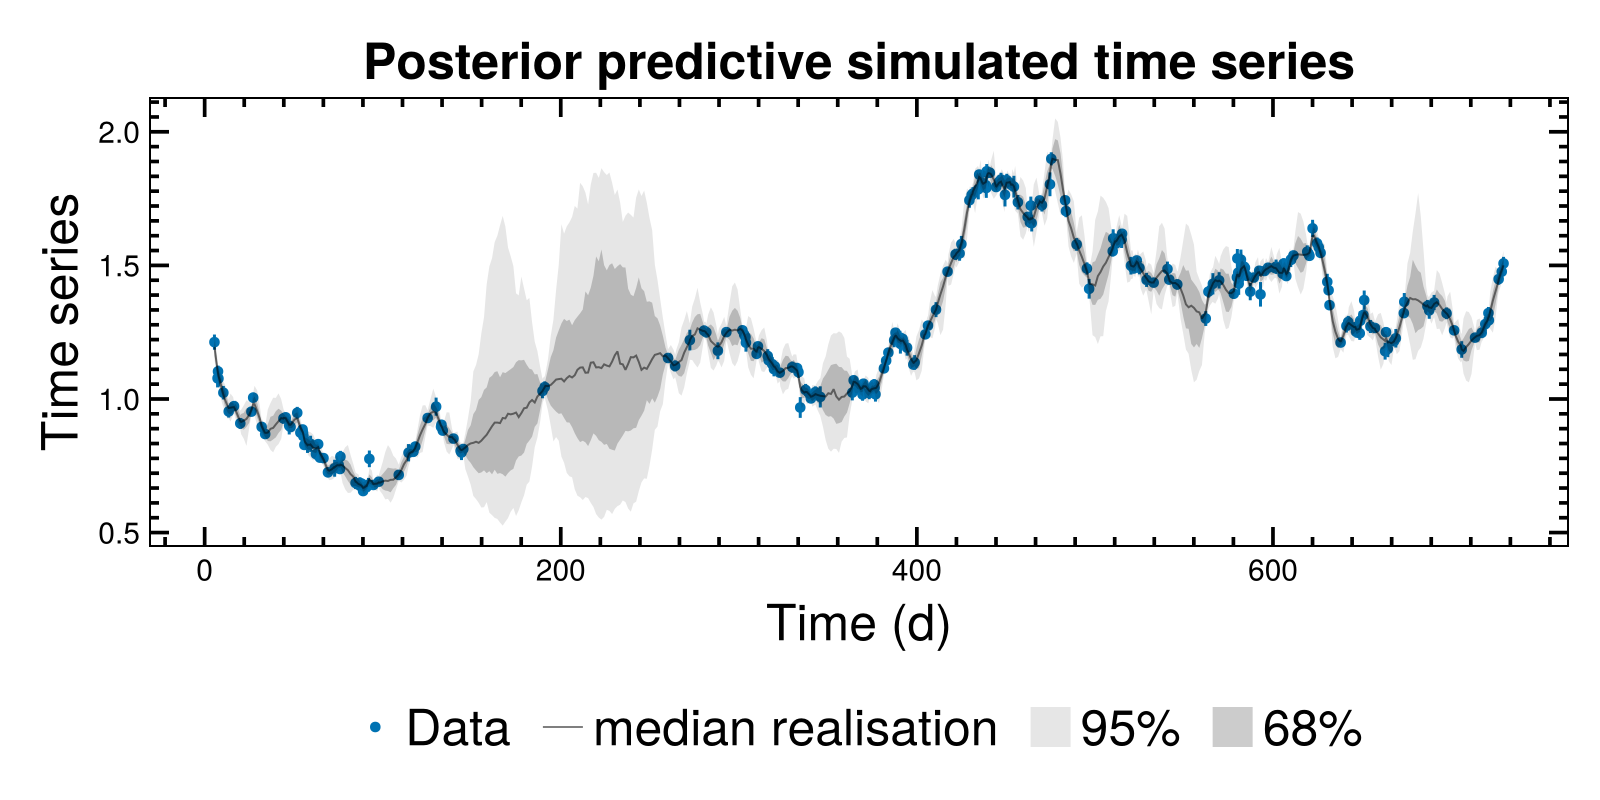 Posterior predictive simulated time series
Time series
2.0
1.5
1.0
0.5
0 200 400 600
Time (d)
Data median realisation 95% 68%